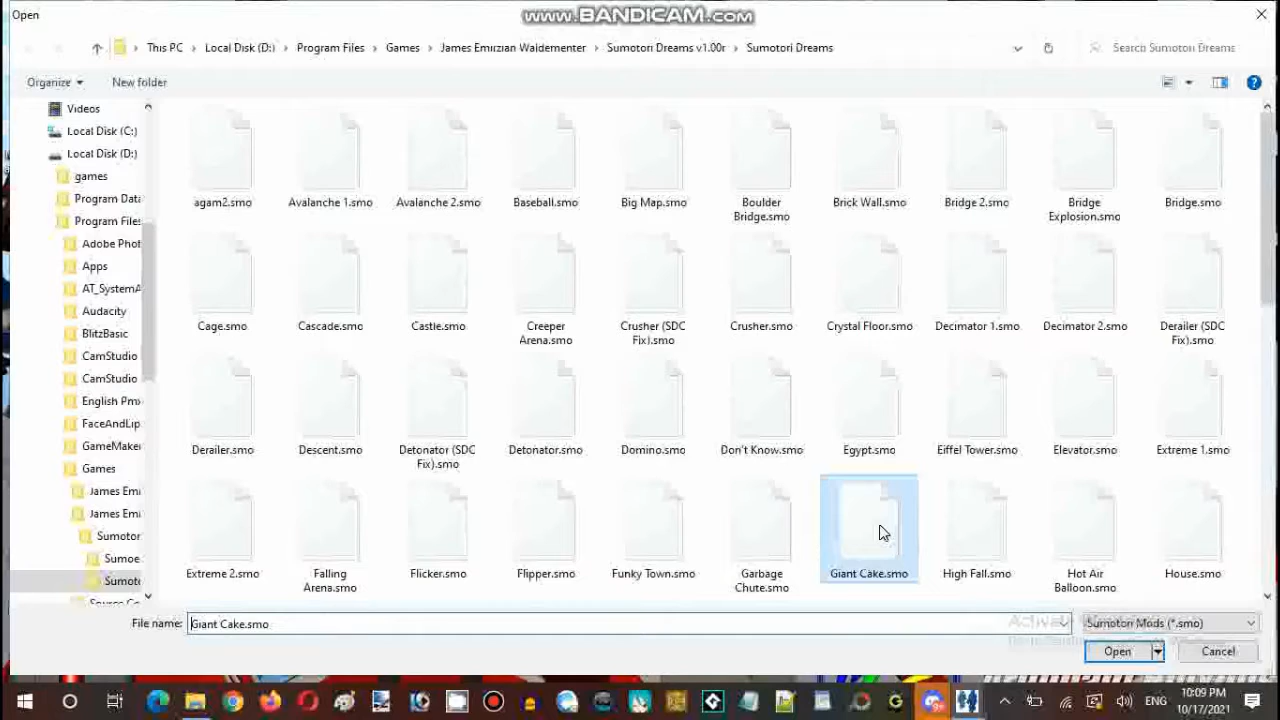 Open
www.BANDICAM.com
This PC
Local Disk (D:)
Program Files
Games
James Emirzian Waldementer
Sumotori Dreams v1.00r
Sumotori Dreams
Search Sumotori Dreams
Organize
New folder
Videos
Local Disk (C:)
Local Disk (D:)
games
Program Data
Program Files
Adobe Phot
Apps
AT_SystemA
Audacity
BlitzBasic
CamStudio
CamStudio
English Pmx
FaceAndLip
GameMaker
Games
James Emi
James Emi
Sumotor
Sumoe
Sumoto
Source Co
agam2.smo
Avalanche 1.smo
Avalanche 2.smo
Baseball.smo
Big Map.smo
Boulder
Bridge.smo
Brick Wall.smo
Bridge 2.smo
Bridge
Explosion.smo
Bridge.smo
Cage.smo
Cascade.smo
Castle.smo
Creeper
Arena.smo
Crusher (SDC
Fix).smo
Crusher.smo
Crystal Floor.smo
Decimator 1.smo
Decimator 2.smo
Derailer (SDC
Fix).smo
Derailer.smo
Descent.smo
Detonator (SDC
Fix).smo
Detonator.smo
Domino.smo
Don't Know.smo
Egypt.smo
Eiffel Tower.smo
Elevator.smo
Extreme 1.smo
Extreme 2.smo
Falling
Arena.smo
Flicker.smo
Flipper.smo
Funky Town.smo
Garbage
Chute.smo
Giant Cake.smo
High Fall.smo
Hot Air
Balloon.smo
House.smo
File name:
Giant Cake.smo
Sumotori Mods (*.smo)
Open
Cancel
ENG
10:09 PM
10/17/2021